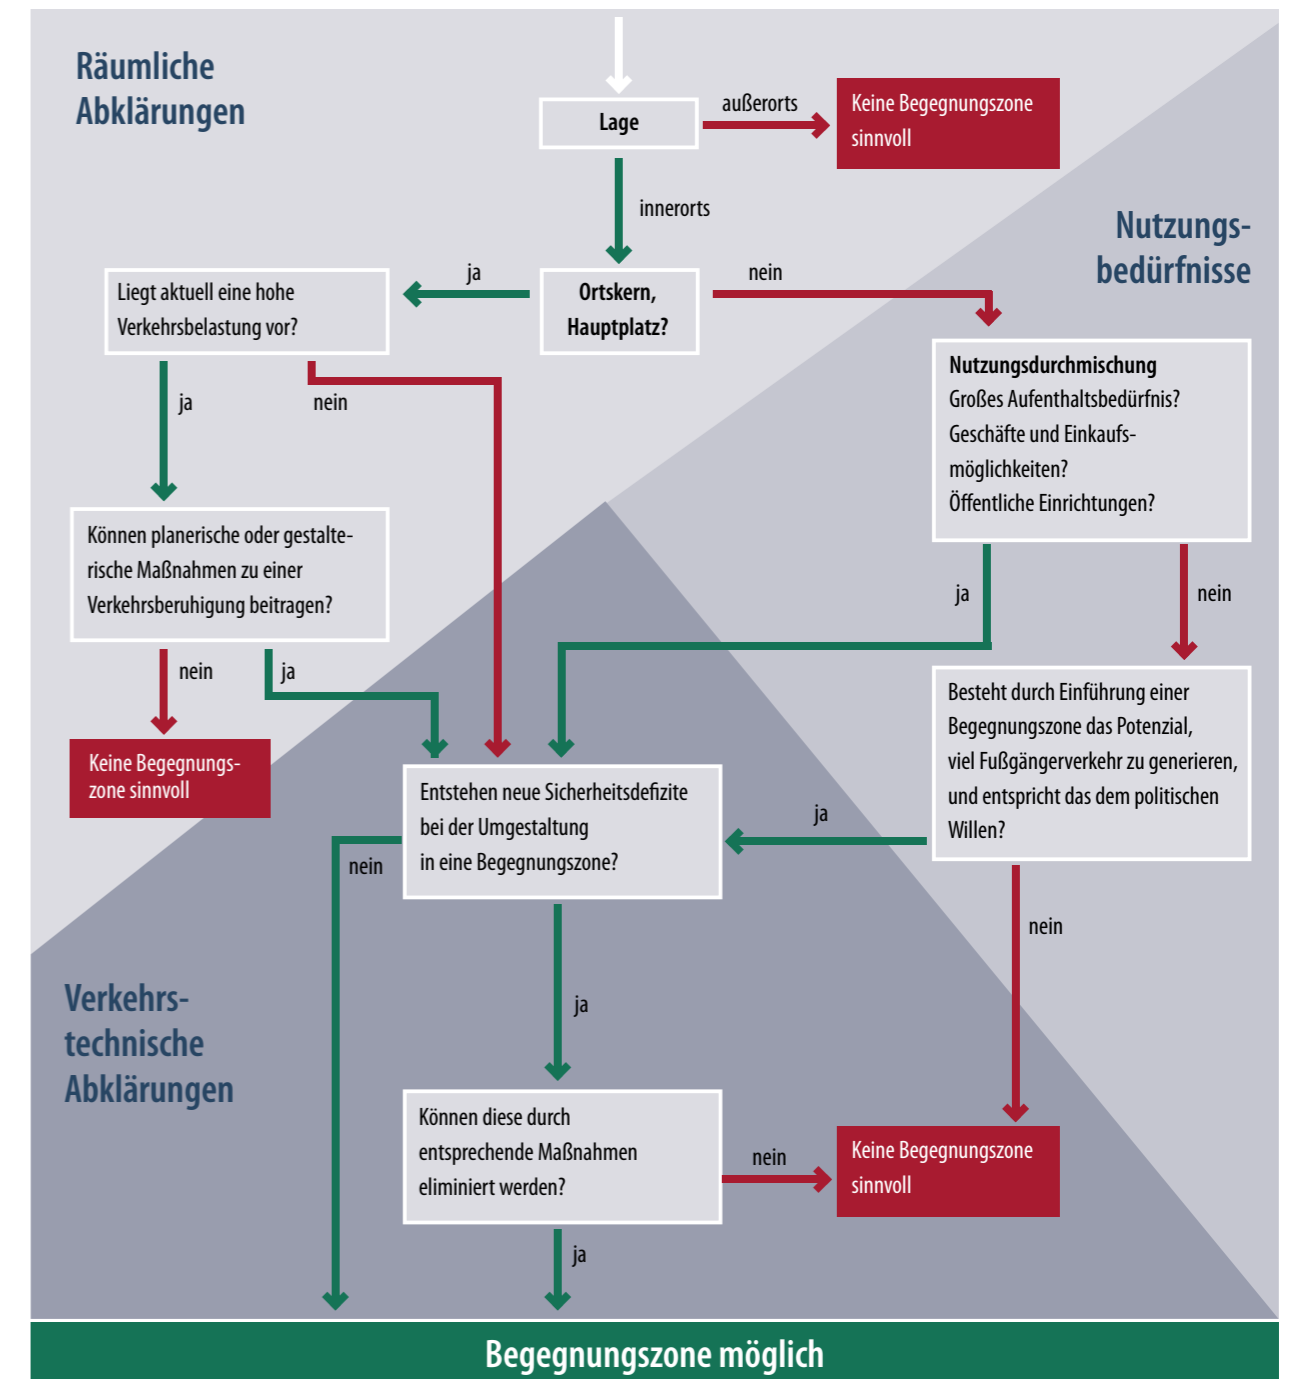 Räumliche
Abklärungen
Lage
außerorts
Keine Begegnungszone
sinnvoll
innerorts
Nutzungs-
bedürfnisse
Ortskern,
Hauptplatz?
ja
nein
Liegt aktuell eine hohe
Verkehrsbelastung vor?
ja
nein
Nutzungsdurchmischung
Großes Aufenthaltsbedürfnis?
Geschäfte und Einkaufs-
möglichkeiten?
Öffentliche Einrichtungen?
Können planerische oder gestalte-
rische Maßnahmen zu einer
Verkehrsberuhigung beitragen?
ja
nein
nein
ja
Besteht durch Einführung einer
Begegnungszone das Potenzial,
viel Fußgängerverkehr zu generieren,
und entspricht das dem politischen
Willen?
Keine Begegnungs-
zone sinnvoll
Entstehen neue Sicherheitsdefizite
bei der Umgestaltung
in eine Begegnungszone?
ja
nein
nein
Verkehrs-
technische
Abklärungen
ja
Können diese durch
entsprechende Maßnahmen
eliminiert werden?
nein
Keine Begegnungszone
sinnvoll
ja
Begegnungszone möglich